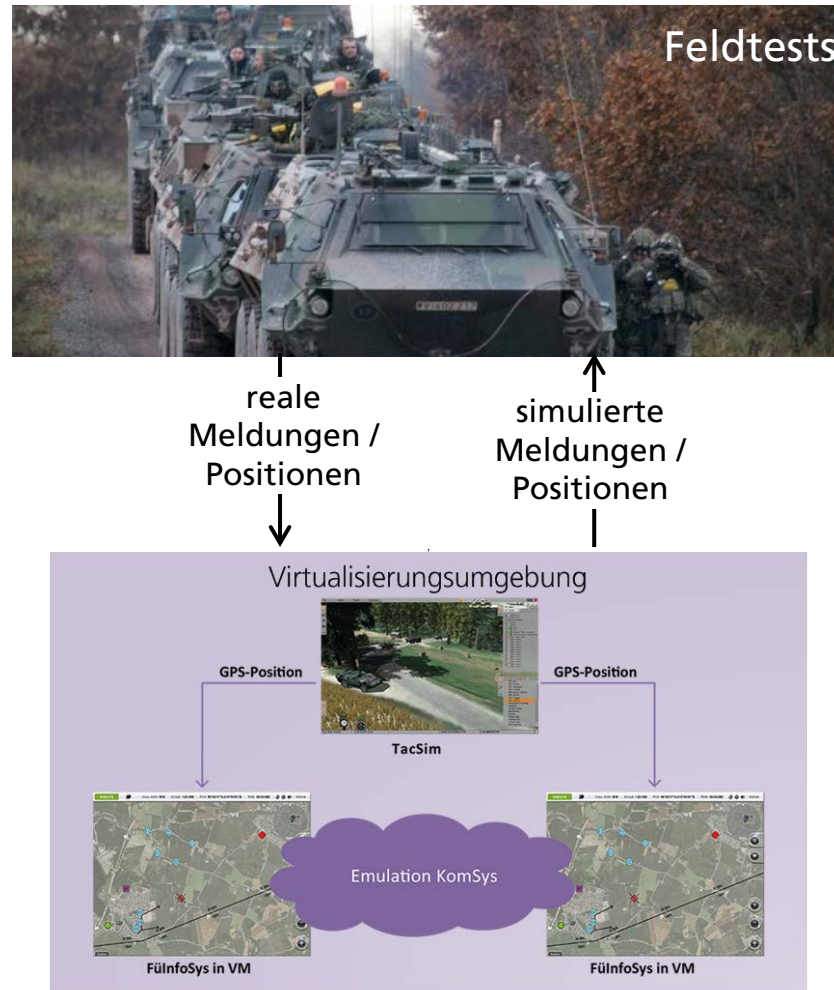 Feldtests
reale
Meldungen /
Positionen
simulierte
Meldungen /
Positionen
Virtualisierungsumgebung
GPS-Position
GPS-Position
TacSim
Emulation KomSys
FüInfoSys in VM
FüInfoSys in VM